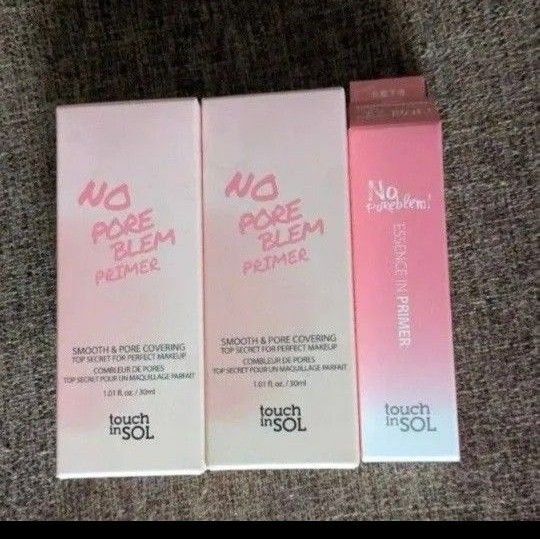 NO
PORE
BLEM
PRIMER
SMOOTH & PORE COVERING
TOP SECRET FOR PERFECT MAKEUP
COMBLEUR DE PORES
TOP SECRET POUR UN MAQUILLAGE PARFAIT
1.01 fl. oz. / 30ml
touch
in SOL
NO
PORE
BLEM
PRIMER
SMOOTH & PORE COVERING
TOP SECRET FOR PERFECT MAKEUP
COMBLEUR DE PORES
TOP SECRET POUR UN MAQUILLAGE PARFAIT
1.01 fl. oz. / 30ml
touch
in SOL
No
Poreblem!
ESSENCE IN PRIMER
touch
in SOL